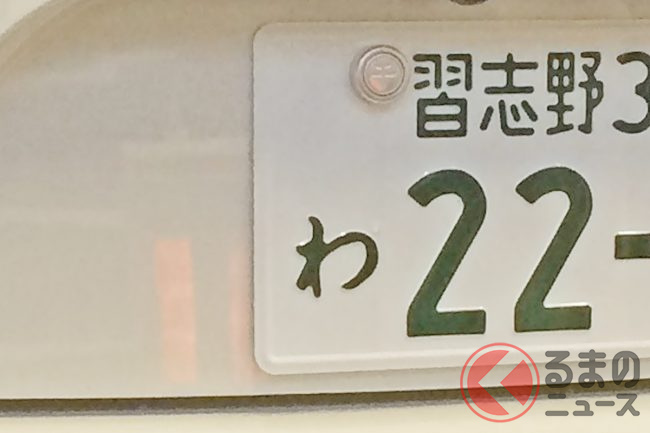 習志野3
わ 22-
くるまの
ニュース